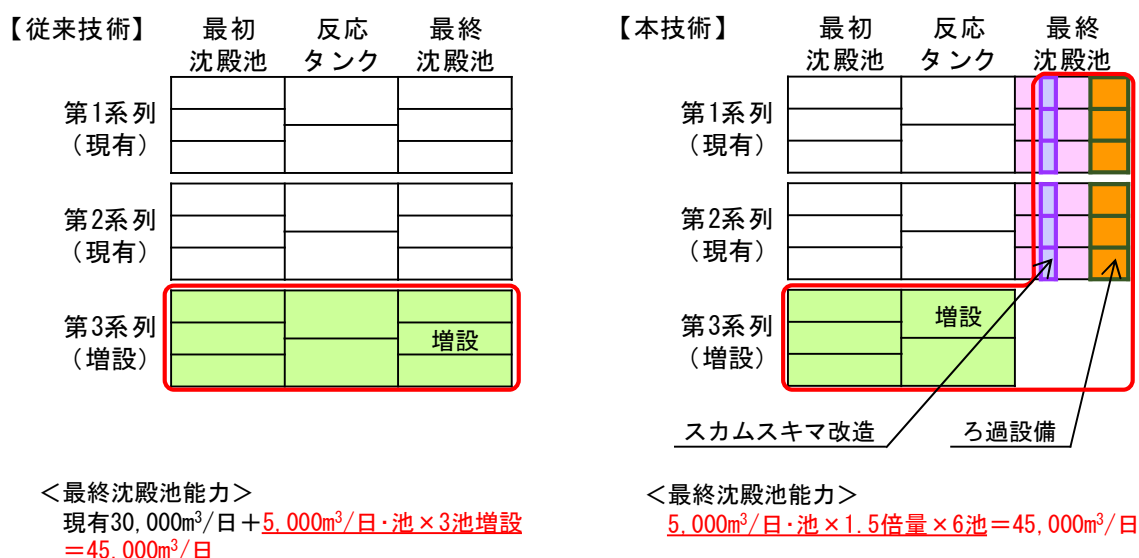 【従来技術】
最初
沈殿池
反応
タンク
最終
沈殿池
第1系列
（現有）
第2系列
（現有）
第3系列
（増設）
増設
＜最終沈殿池能力＞
現有30,000m³/日＋5,000m³/日・池×3池増設
＝45,000m³/日
【本技術】
最初
沈殿池
反応
タンク
最終
沈殿池
第1系列
（現有）
第2系列
（現有）
第3系列
（増設）
増設
スカムスキマ改造
ろ過設備
＜最終沈殿池能力＞
5,000m³/日・池×1.5倍量×6池＝45,000m³/日